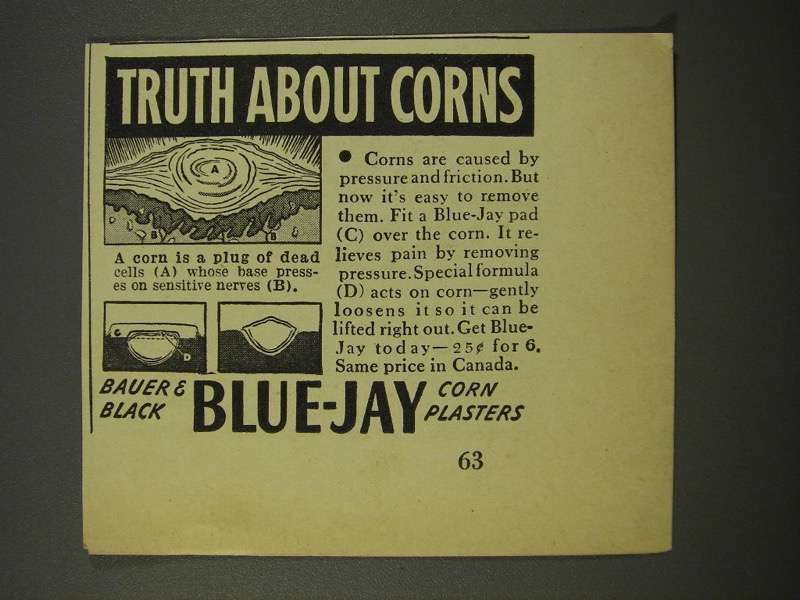 TRUTH ABOUT CORNS
A
B
B
A corn is a plug of dead
cells (A) whose base press-
es on sensitive nerves (B).
C
D
• Corns are caused by
pressure and friction. But
now it's easy to remove
them. Fit a Blue-Jay pad
(C) over the corn. It re-
lieves pain by removing
pressure. Special formula
(D) acts on corn—gently
loosens it so it can be
lifted right out. Get Blue-
Jay today—25¢ for 6.
Same price in Canada.
BAUER &
BLACK
BLUE-JAY
CORN
PLASTERS
63